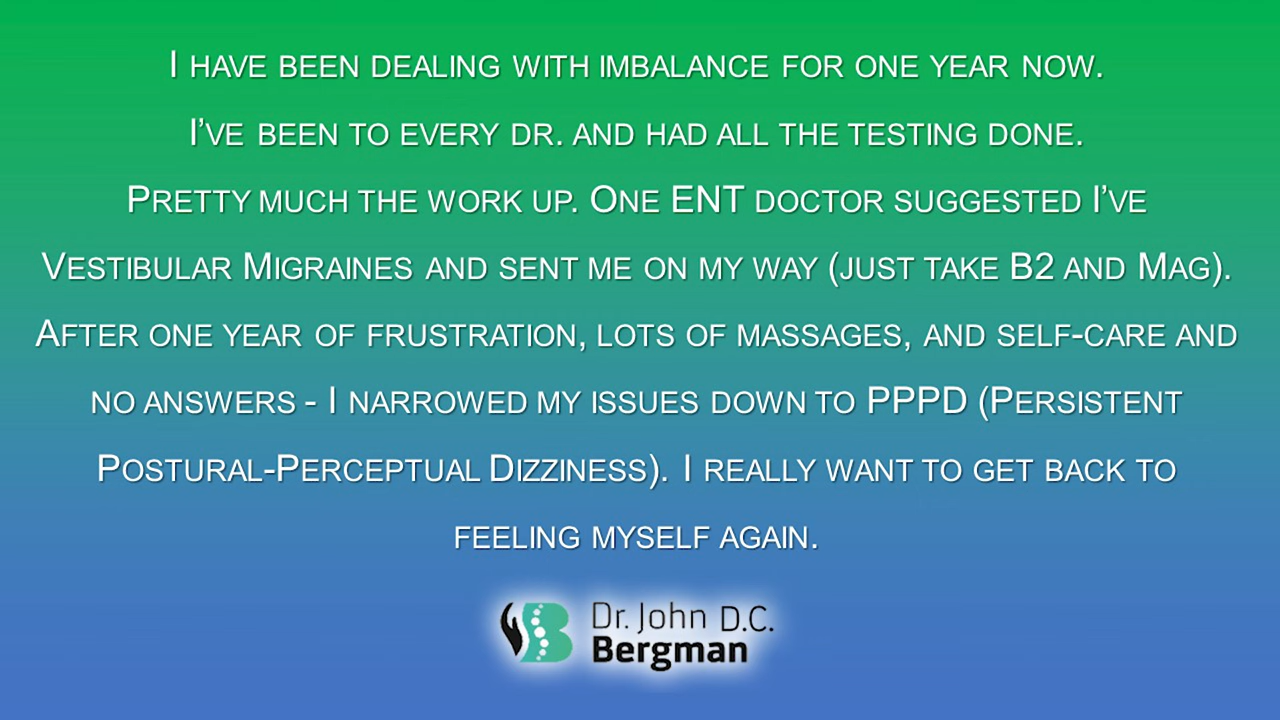 I have been dealing with imbalance for one year now.
I’ve been to every dr. and had all the testing done.
Pretty much the work up. One ENT doctor suggested I’ve
Vestibular Migraines and sent me on my way (just take B2 and Mag).
After one year of frustration, lots of massages, and self-care and
no answers - I narrowed my issues down to PPPD (Persistent
Postural-Perceptual Dizziness). I really want to get back to
feeling myself again.
Dr. John D.C.
Bergman